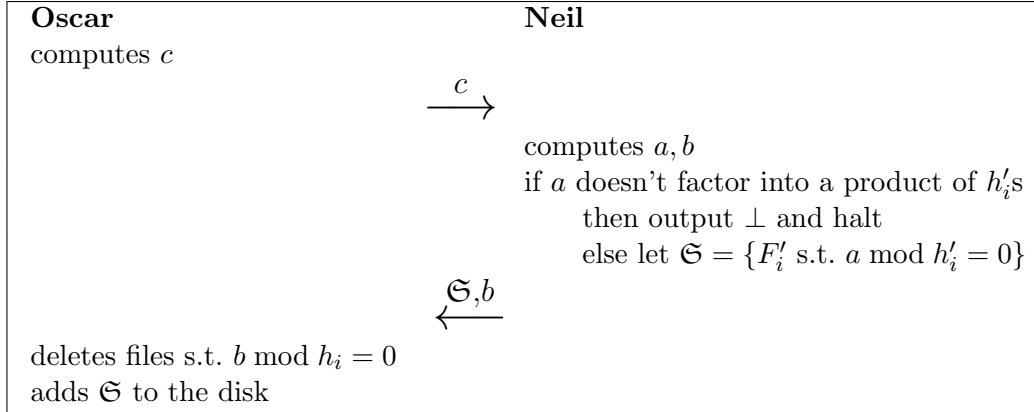 Oscar Neil
computes c
c
computes a, b
if a doesn't factor into a product of h'ᵢs
then output ⊥ and halt
else let 𝔖 = {F'ᵢ s.t. a mod h'ᵢ = 0}
𝔖,b
deletes files s.t. b mod hᵢ = 0
adds 𝔖 to the disk